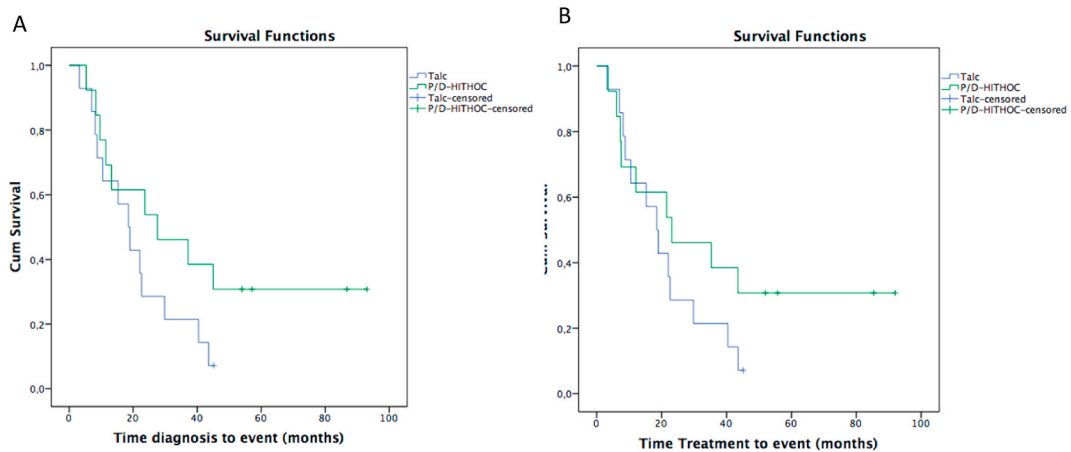 A
Survival Functions
1,0
0,8
0,6
0,4
0,2
0,0
Cum Survival
0
20
40
60
80
100
Time diagnosis to event (months)
Talc
P/D-HITHOC
Talc-censored
P/D-HITHOC-censored
B
Survival Functions
1,0
0,8
0,6
0,4
0,2
0,0
0
20
40
60
80
100
Time Treatment to event (months)
Talc
P/D-HITHOC
Talc-censored
P/D-HITHOC-censored